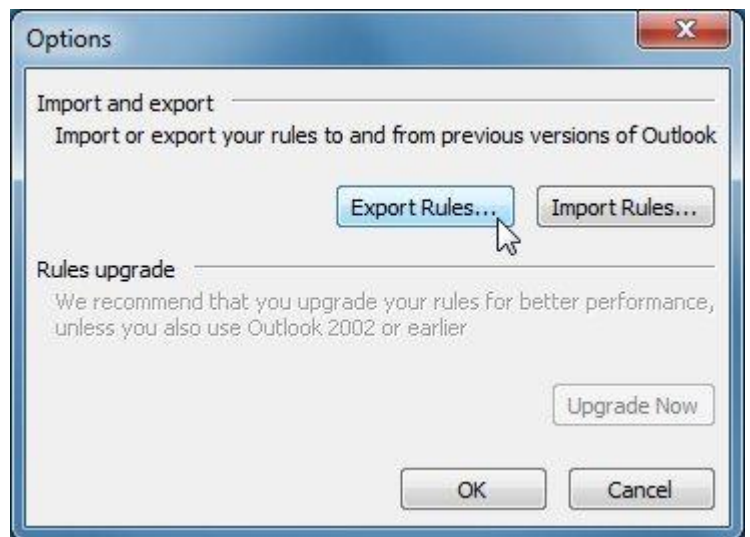 Options
Import and export
Import or export your rules to and from previous versions of Outlook
Export Rules... Import Rules...
Rules upgrade
We recommend that you upgrade your rules for better performance,
unless you also use Outlook 2002 or earlier
Upgrade Now
OK Cancel